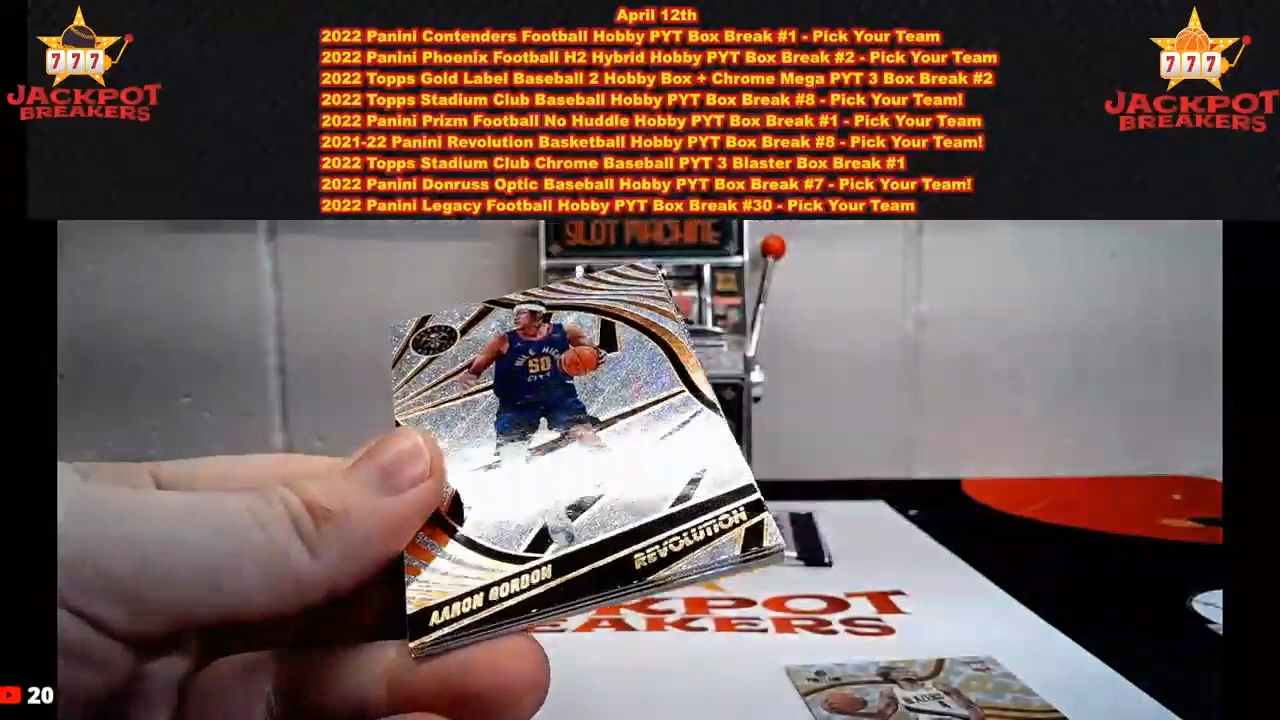 April 12th
2022 Panini Contenders Football Hobby PYT Box Break #1 - Pick Your Team
2022 Panini Phoenix Football H2 Hybrid Hobby PYT Box Break #2 - Pick Your Team
2022 Topps Gold Label Baseball 2 Hobby Box + Chrome Mega PYT 3 Box Break #2
2022 Topps Stadium Club Baseball Hobby PYT Box Break #8 - Pick Your Team!
2022 Panini Prizm Football No Huddle Hobby PYT Box Break #1 - Pick Your Team
2021-22 Panini Revolution Basketball Hobby PYT Box Break #8 - Pick Your Team!
2022 Topps Stadium Club Chrome Baseball PYT 3 Blaster Box Break #1
2022 Panini Donruss Optic Baseball Hobby PYT Box Break #7 - Pick Your Team!
2022 Panini Legacy Football Hobby PYT Box Break #30 - Pick Your Team
777
JACKPOT
BREAKERS
777
JACKPOT
BREAKERS
SLOT MACHINE
MILE HIGH
50
CITY
AARON GORDON
REVOLUTION
JACKPOT
BREAKERS
20